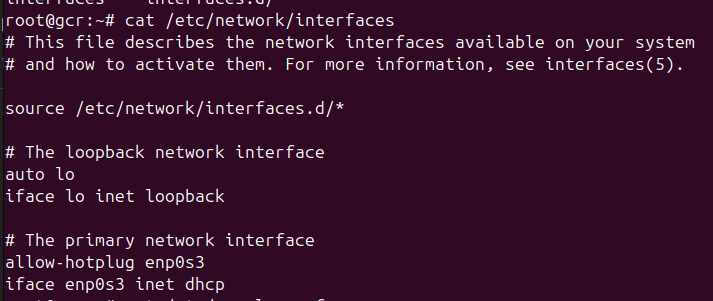 root@gcr:~# cat /etc/network/interfaces
# This file describes the network interfaces available on your system
# and how to activate them. For more information, see interfaces(5).
source /etc/network/interfaces.d/*
# The loopback network interface
auto lo
iface lo inet loopback
# The primary network interface
allow-hotplug enp0s3
iface enp0s3 inet dhcp